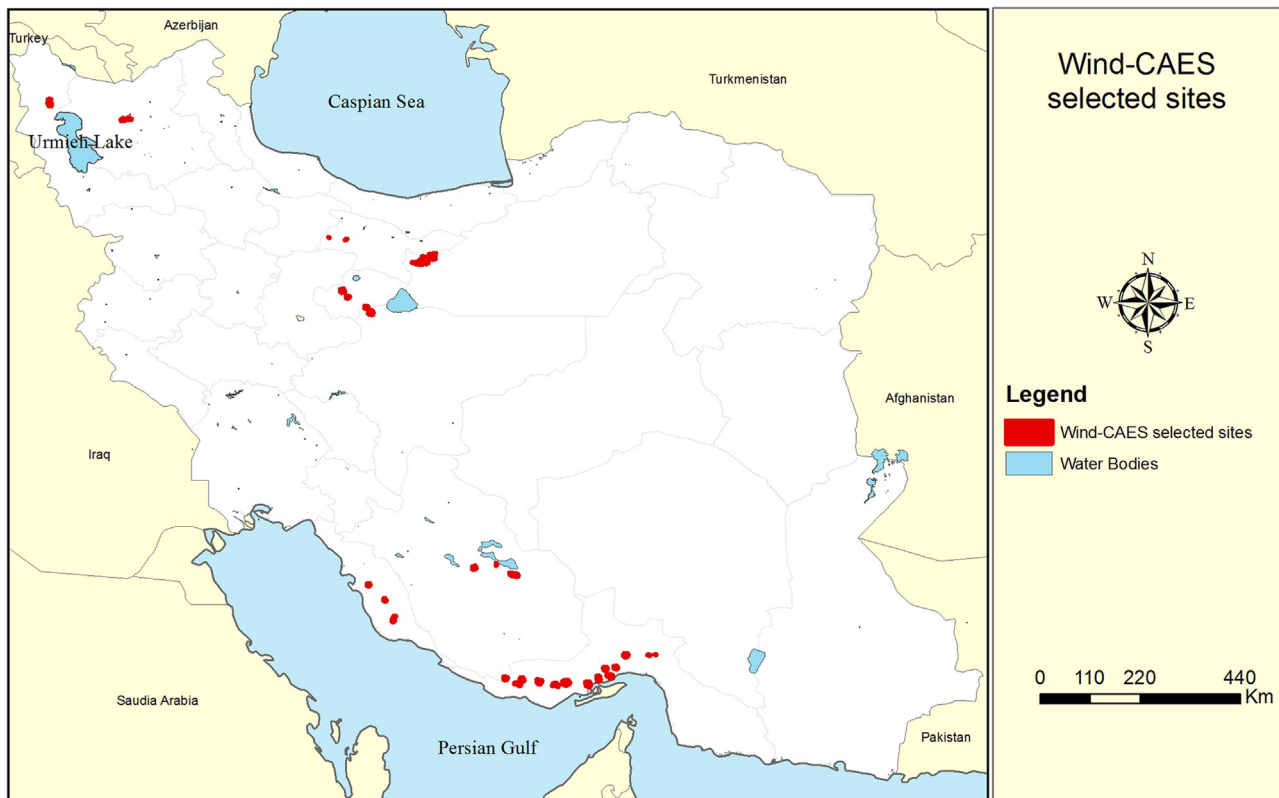 Azerbijan
Turkey
Caspian Sea
Turkmenistan
Urmieh Lake
Afghanistan
Iraq
Saudi Arabia
Persian Gulf
Pakistan
Wind-CAES
selected sites
N
W E
S
Legend
Wind-CAES selected sites
Water Bodies
0 110 220 440
Km